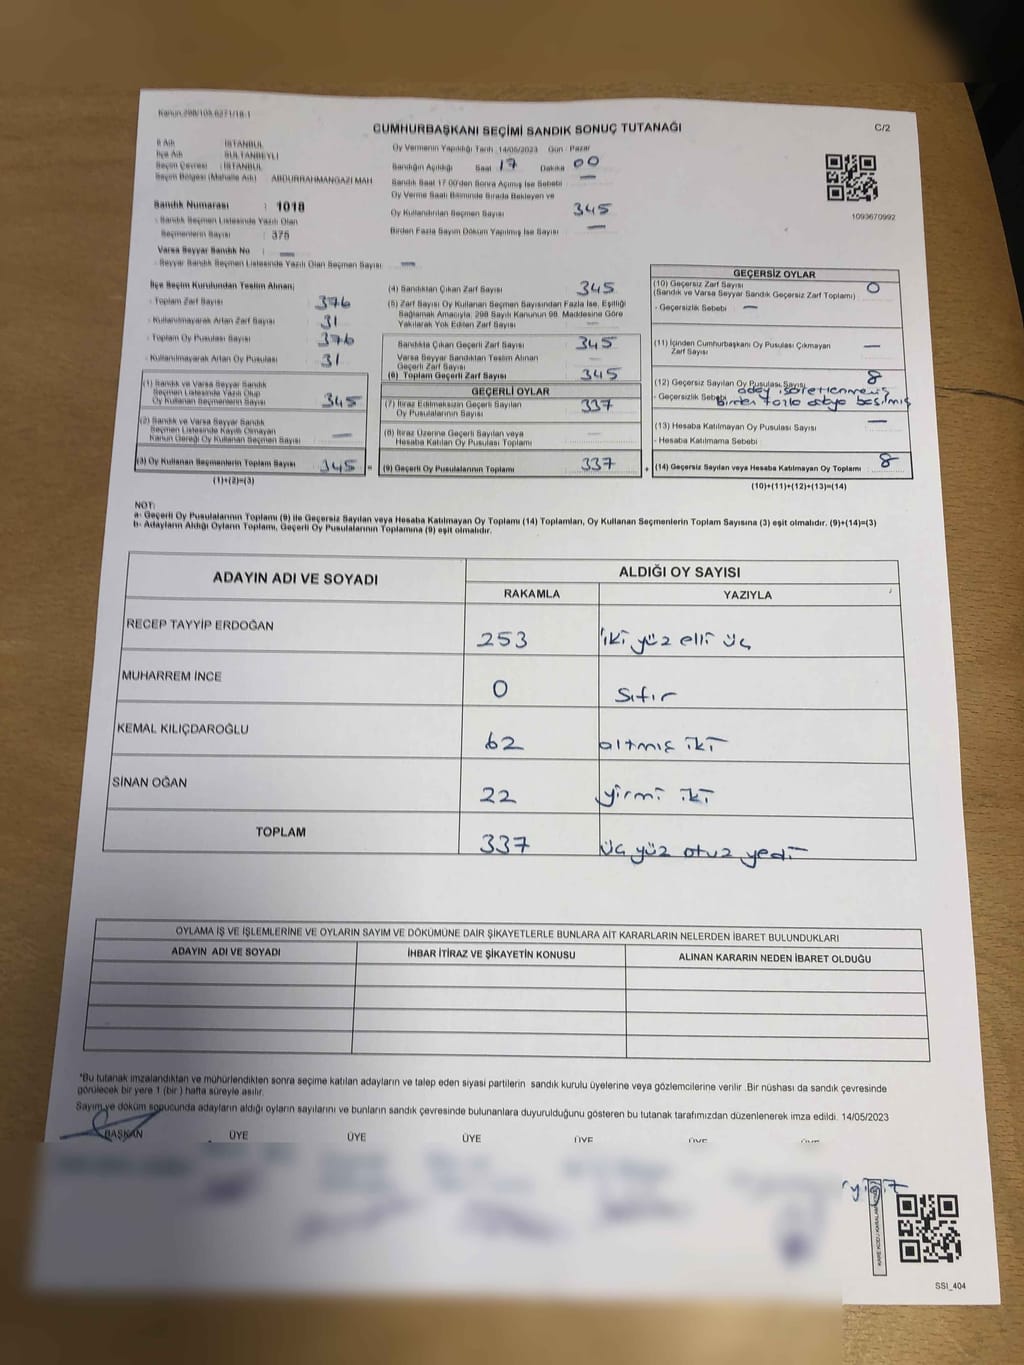 Kanun:298/105,6271/18-1
CUMHURBAŞKANI SEÇİMİ SANDIK SONUÇ TUTANAĞI
C/2
İl Adı : İSTANBUL
İlçe Adı : SULTANBEYLİ
Seçim Çevresi : İSTANBUL
Seçim Bölgesi (Mahalle Adı) : ABDURRAHMANGAZİ MAH
Sandık Numarası : 1018
- Sandık Seçmen Listesinde Yazılı Olan
Seçmenlerin Sayısı : 375
Varsa Seyyar Sandık No : —
- Seyyar Sandık Seçmen Listesinde Yazılı Olan Seçmen Sayısı —
Oy Vermenin Yapıldığı Tarih :14/05/2023 Gün : Pazar
Sandığın Açıldığı Saat 17 Dakika 00
Sandık Saat 17.00'den Sonra Açılmış İse Sebebi —
Oy Verme Saati Bitiminde Sırada Bekleyen ve
Oy Kullandırılan Seçmen Sayısı 345
Birden Fazla Sayım Döküm Yapılmış İse Sayısı —
1093670992
İlçe Seçim Kurulundan Teslim Alınan;
- Toplam Zarf Sayısı 376
- Kullanılmayarak Artan Zarf Sayısı 31
- Toplam Oy Pusulası Sayısı 376
- Kullanılmayarak Artan Oy Pusulası 31
(1) Sandık ve Varsa Seyyar Sandık
Seçmen Listesinde Yazılı Olup
Oy Kullanan Seçmenlerin Sayısı 345
(2) Sandık ve Varsa Seyyar Sandık
Seçmen Listesinde Kayıtlı Olmayan
Kanun Gereği Oy Kullanan Seçmen Sayısı —
(3) Oy Kullanan Seçmenlerin Toplam Sayısı 345 =
(1)+(2)=(3)
(4) Sandıktan Çıkan Zarf Sayısı 345
(5) Zarf Sayısı Oy Kullanan Seçmen Sayısından Fazla İse, Eşitliği
Sağlamak Amacıyla, 298 Sayılı Kanunun 98. Maddesine Göre
Yakılarak Yok Edilen Zarf Sayısı —
Sandıkta Çıkan Geçerli Zarf Sayısı 345
Varsa Seyyar Sandıktan Teslim Alınan
Geçerli Zarf Sayısı —
(6) Toplam Geçerli Zarf Sayısı 345
GEÇERLİ OYLAR
(7) İtiraz Edilmeksizin Geçerli Sayılan
Oy Pusulalarının Sayısı 337
(8) İtiraz Üzerine Geçerli Sayılan veya
Hesaba Katılan Oy Pusulası Toplamı —
(9) Geçerli Oy Pusulalarının Toplamı 337 +
GEÇERSİZ OYLAR
(10) Geçersiz Zarf Sayısı 0
(Sandık ve Varsa Seyyar Sandık Geçersiz Zarf Toplamı)
- Geçersizlik Sebebi —
(11) İçinden Cumhurbaşkanı Oy Pusulası Çıkmayan
Zarf Sayısı —
(12) Geçersiz Sayılan Oy Pusulası Sayısı 8
- Geçersizlik Sebebi aday işaretlenmemiş
Birden fazla adaya basılmış
(13) Hesaba Katılmayan Oy Pusulası Sayısı —
- Hesaba Katılmama Sebebi
(14) Geçersiz Sayılan veya Hesaba Katılmayan Oy Toplamı 8
(10)+(11)+(12)+(13)=(14)
NOT:
a- Geçerli Oy Pusulasının Toplamı (9) ile Geçersiz Sayılan veya Hesaba Katılmayan Oy Toplamı (14) Toplamları, Oy Kullanan Seçmenlerin Toplam Sayısına (3) eşit olmalıdır. (9)+(14)=(3)
b- Adayların Aldığı Oyların Toplamı, Geçerli Oy Pusulalarının Toplamına (9) eşit olmalıdır.
ADAYIN ADI VE SOYADI
ALDIĞI OY SAYISI
RAKAMLA YAZIYLA
RECEP TAYYİP ERDOĞAN 253 iki yüz elli üç
MUHARREM İNCE 0 Sıfır
KEMAL KILIÇDAROĞLU 62 altmış iki
SİNAN OĞAN 22 yirmi iki
TOPLAM 337 üç yüz otuz yedi
OYLAMA İŞ VE İŞLEMLERİNE VE OYLARIN SAYIM VE DÖKÜMÜNE DAİR ŞİKAYETLERLE BUNLARA AİT KARARLARIN NELERDEN İBARET BULUNDUKLARI
ADAYIN ADI VE SOYADI İHBAR İTİRAZ VE ŞİKAYETİN KONUSU ALINAN KARARIN NEDEN İBARET OLDUĞU
*Bu tutanak imzalandıktan ve mühürlendikten sonra seçime katılan adayların ve talep eden siyasi partilerin sandık kurulu üyelerine veya gözlemcilerine verilir .Bir nüshası da sandık çevresinde
görülecek bir yere 1 (bir ) hafta süreyle asılır.
Sayım ve döküm sonucunda adayların aldığı oyların sayılarını ve bunların sandık çevresinde bulunanlara duyurulduğunu gösteren bu tutanak tarafımızdan düzenlenerek imza edildi. 14/05/2023
BAŞKAN ÜYE ÜYE ÜYE ÜYE ÜYE ÜYE
SSI_404